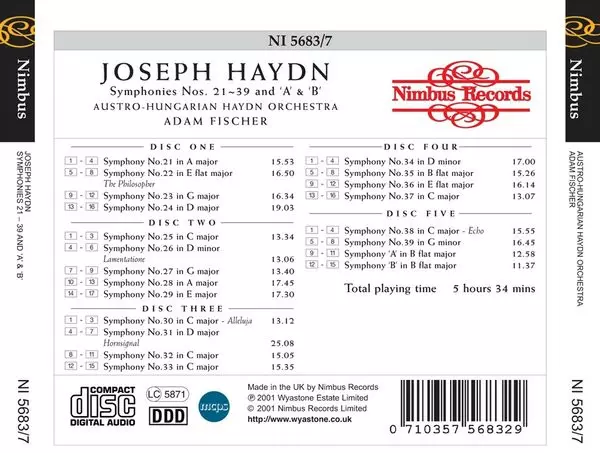 Nimbus
JOSEPH HAYDN
SYMPHONIES 21 – 39 AND 'A' & 'B'
NI 5683/7
NI 5683/7
JOSEPH HAYDN
Symphonies Nos. 21~39 and 'A' & 'B'
AUSTRO-HUNGARIAN HAYDN ORCHESTRA
ADAM FISCHER
Nimbus Records
DISC ONE
1 - 4 Symphony No.21 in A major 15.53
5 - 8 Symphony No.22 in E flat major 16.50
The Philosopher
9 - 12 Symphony No.23 in G major 16.34
13 - 16 Symphony No.24 in D major 19.03
DISC TWO
1 - 3 Symphony No.25 in C major 13.34
4 - 6 Symphony No.26 in D minor
Lamentatione 13.06
7 - 9 Symphony No.27 in G major 13.40
10 - 13 Symphony No.28 in A major 17.45
14 - 17 Symphony No.29 in E major 17.30
DISC THREE
1 - 3 Symphony No.30 in C major - Alleluja 13.12
4 - 7 Symphony No.31 in D major
Hornsignal 25.08
8 - 11 Symphony No.32 in C major 15.05
12 - 15 Symphony No.33 in C major 15.35
DISC FOUR
1 - 4 Symphony No.34 in D minor 17.00
5 - 8 Symphony No.35 in B flat major 15.26
9 - 12 Symphony No.36 in E flat major 16.14
13 - 16 Symphony No.37 in C major 13.07
DISC FIVE
1 - 4 Symphony No.38 in C major - Echo 15.55
5 - 8 Symphony No.39 in G minor 16.45
9 - 11 Symphony 'A' in B flat major 12.58
12 - 15 Symphony 'B' in B flat major 11.37
Total playing time 5 hours 34 mins
COMPACT
disc
DIGITAL AUDIO
LC 5871
DDD
mcps
Made in the UK by Nimbus Records
℗ 2001 Wyastone Estate Limited
© 2001 Nimbus Records Limited
http://www.wyastone.co.uk
0 710357 568329
Nimbus
AUSTRO-HUNGARIAN HAYDN ORCHESTRA
ADAM FISCHER
NI 5683/7